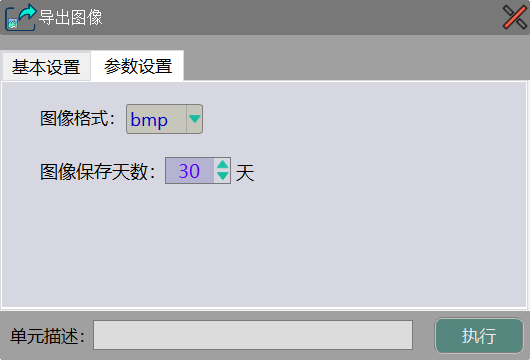 导出图像
基本设置 参数设置
图像格式： bmp
图像保存天数： 30 天
单元描述： 执行